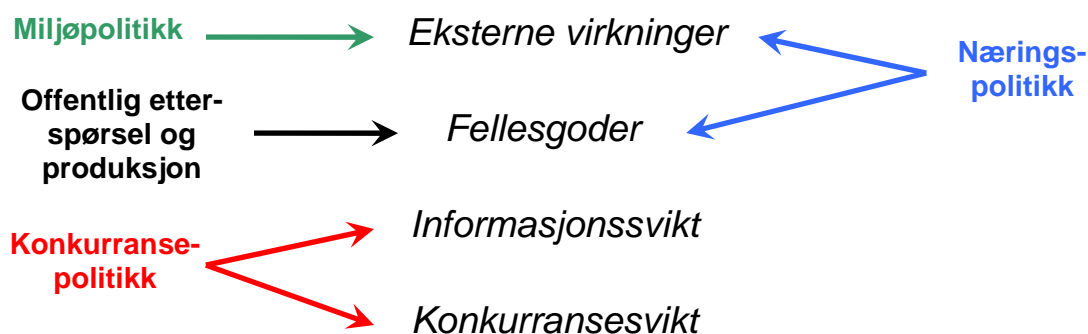 Miljøpolitikk
Eksterne virkninger
Nærings-
politikk
Offentlig etter-
spørsel og
produksjon
Fellesgoder
Informasjonssvikt
Konkurranse-
politikk
Konkurransesvikt